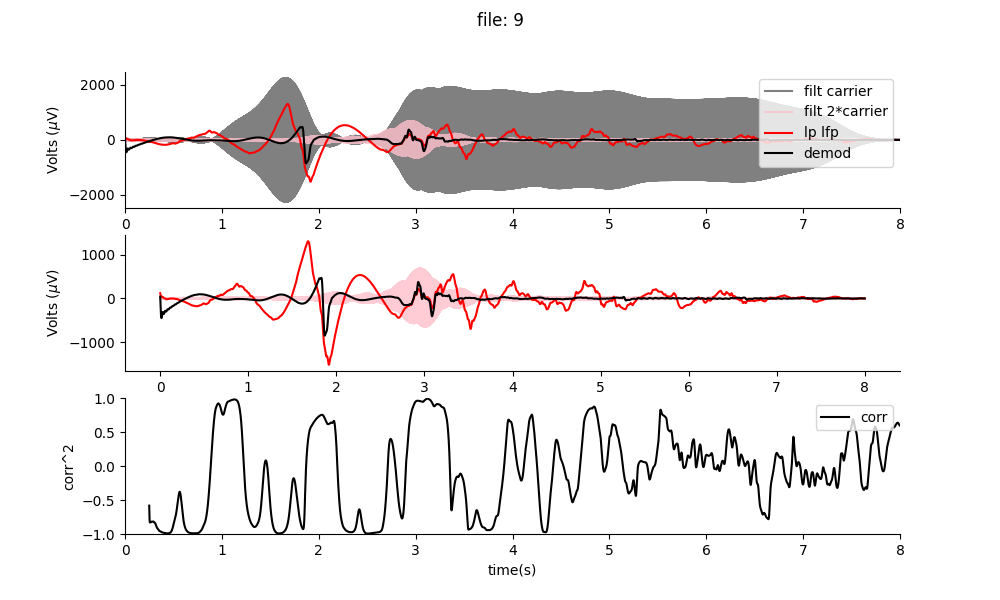 file: 9
2000
0
−2000
Volts (μV)
filt carrier
filt 2*carrier
lp lfp
demod
0 1 2 3 4 5 6 7 8
1000
0
−1000
Volts (μV)
0 1 2 3 4 5 6 7 8
1.0
0.5
0.0
−0.5
−1.0
corr^2
corr
0 1 2 3 4 5 6 7 8
time(s)